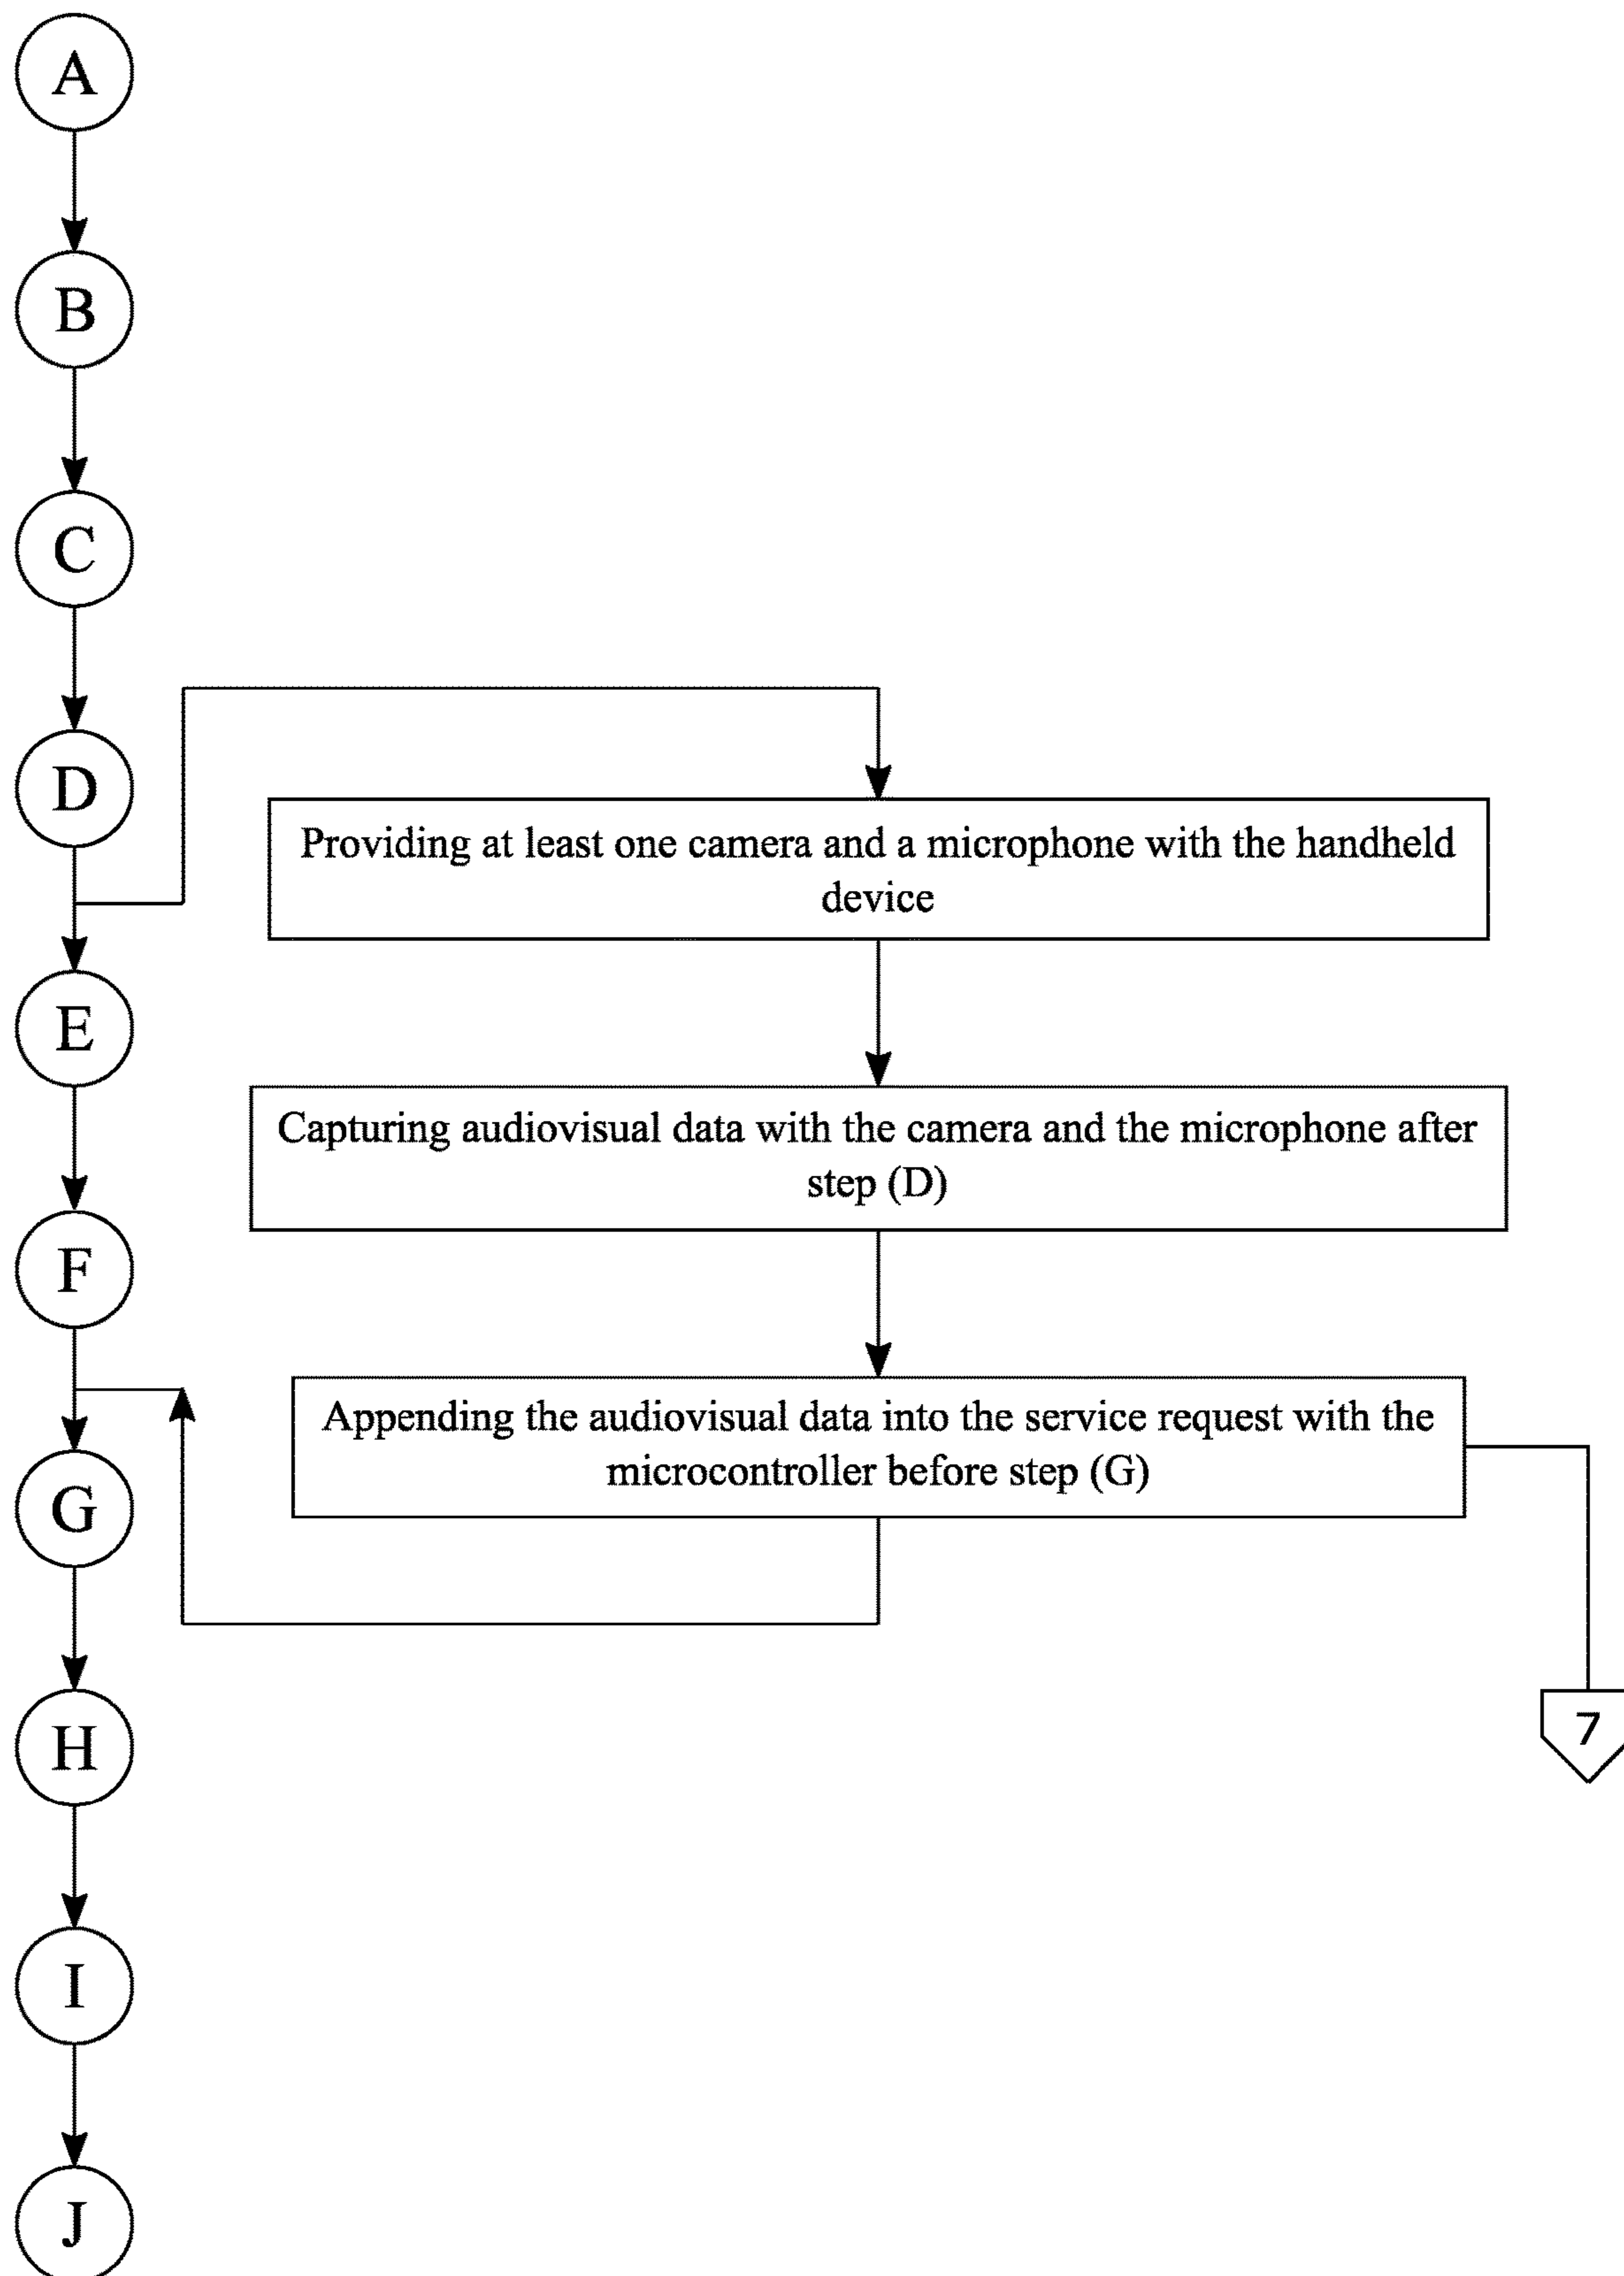 A
B
C
D
Providing at least one camera and a microphone with the handheld
device
E
Capturing audiovisual data with the camera and the microphone after
step (D)
F
Appending the audiovisual data into the service request with the
microcontroller before step (G)
G
H
7
I
J